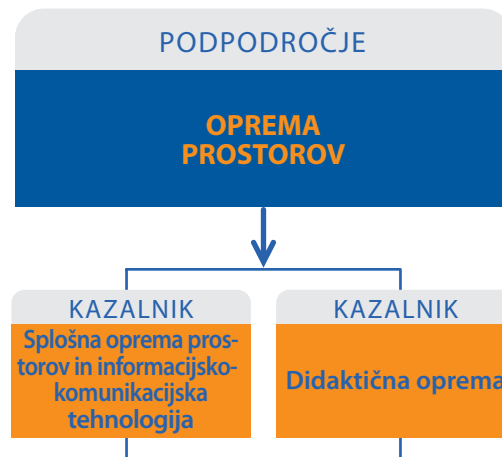 PODPODROČJE
OPREMA
PROSTOROV
KAZALNIK
Splošna oprema pros-
torov in informacijsko-
komunikacijska
tehnologija
KAZALNIK
Didaktična oprema